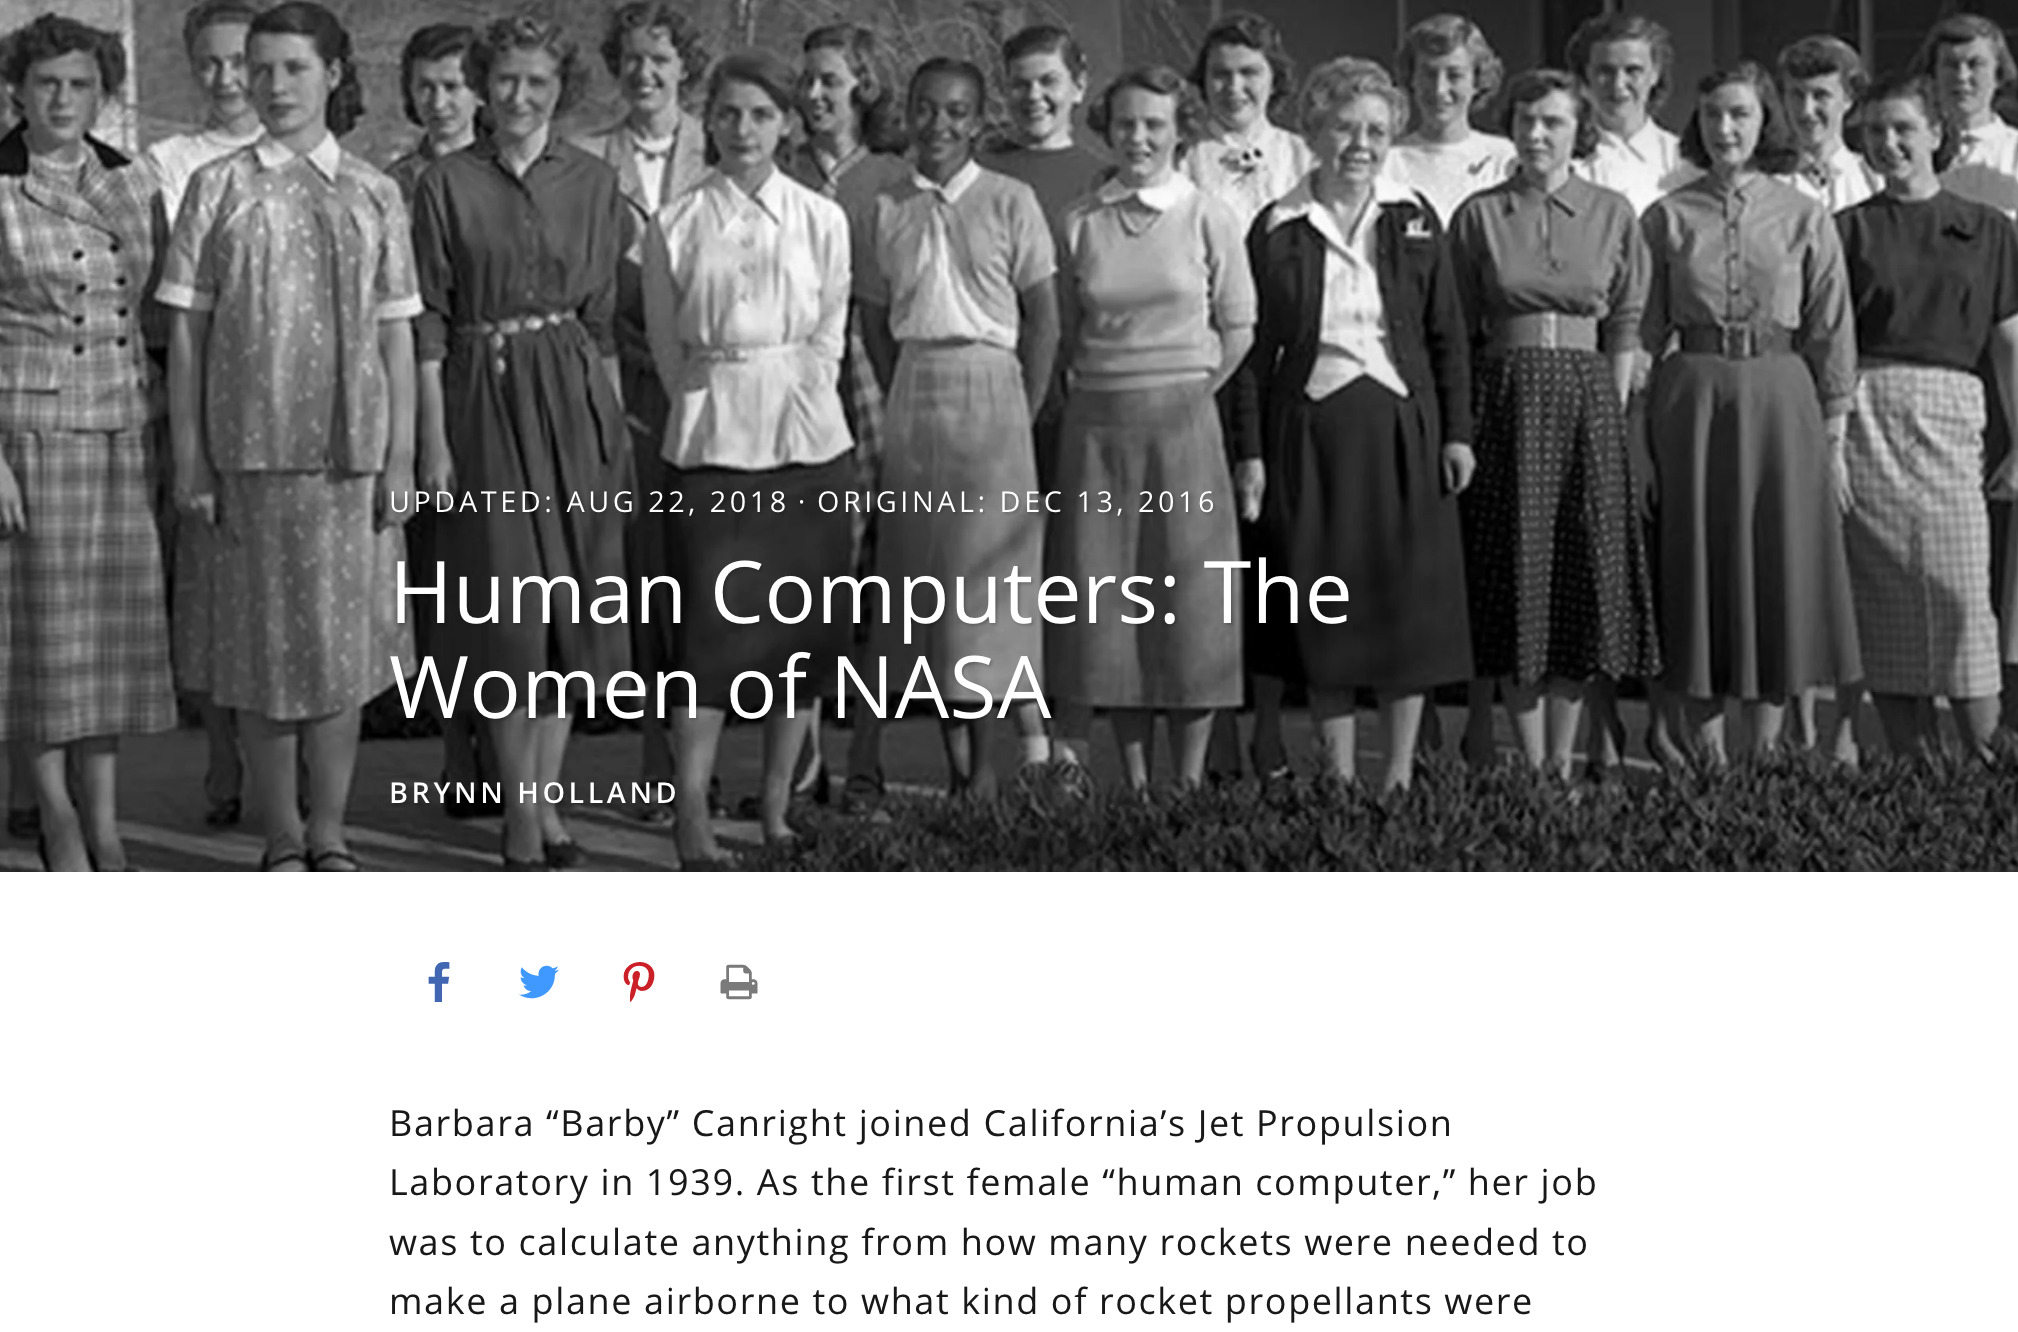 UPDATED: AUG 22, 2018 · ORIGINAL: DEC 13, 2016
Human Computers: The
Women of NASA
BRYNN HOLLAND
Barbara “Barby” Canright joined California’s Jet Propulsion
Laboratory in 1939. As the first female “human computer,” her job
was to calculate anything from how many rockets were needed to
make a plane airborne to what kind of rocket propellants were